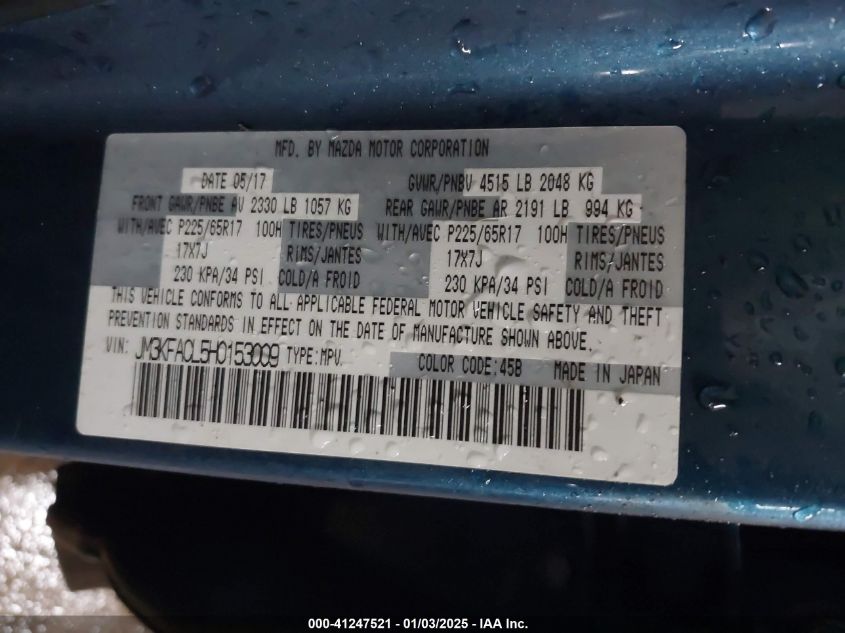 MFD. BY MAZDA MOTOR CORPORATION
DATE 05/17 GVWR/PNBV 4515 LB 2048 KG
FRONT GAWR/PNBE AV 2330 LB 1057 KG REAR GAWR/PNBE AR 2191 LB 994 KG
WITH/AVEC P225/65R17 100H TIRES/PNEUS WITH/AVEC P225/65R17 100H TIRES/PNEUS
17X7J RIMS/JANTES 17X7J RIMS/JANTES
230 KPA/34 PSI COLD/A FROID 230 KPA/34 PSI COLD/A FROID
THIS VEHICLE CONFORMS TO ALL APPLICABLE FEDERAL MOTOR VEHICLE SAFETY AND THEFT
PREVENTION STANDARDS IN EFFECT ON THE DATE OF MANUFACTURE SHOWN ABOVE.
VIN: JM3KFACL5H0153009 TYPE:MPV COLOR CODE:45B MADE IN JAPAN
000-41247521 - 01/03/2025 - IAA Inc.